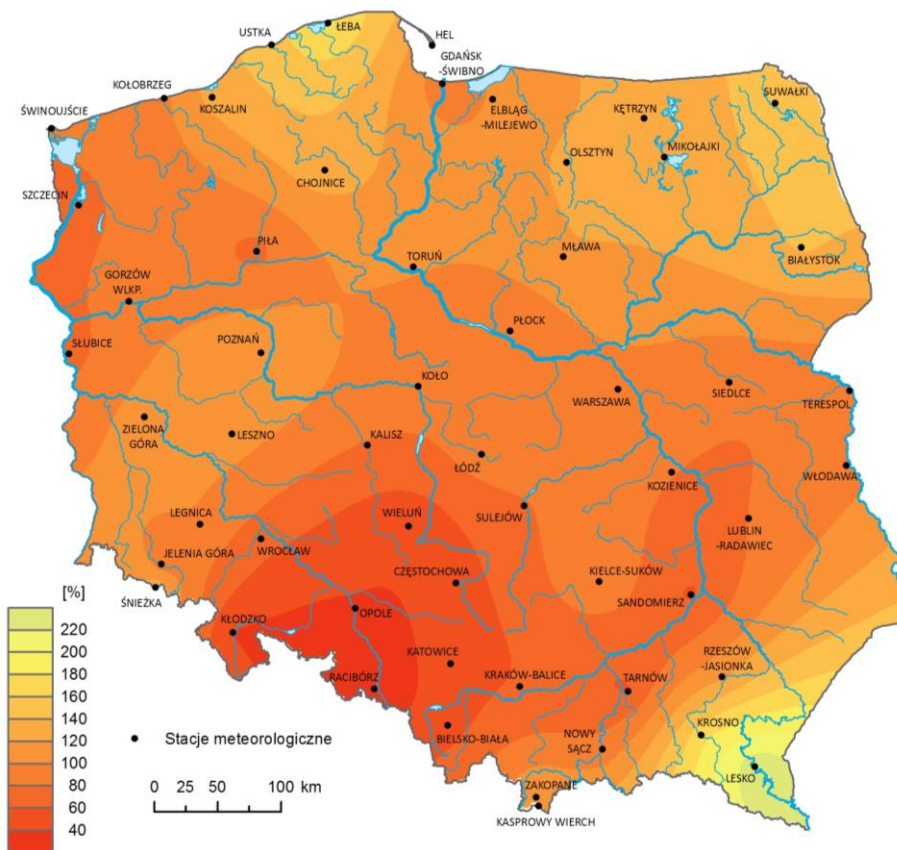 ŁEBA
USTKA
HEL
GDAŃSK
-ŚWIBNO
KOŁOBRZEG
KOSZALIN
ŚWINOUJŚCIE
ELBLĄG
-MILEJEWO
KĘTRZYN
SUWAŁKI
MIKOŁAJKI
OLSZTYN
CHOJNICE
SZCZECIN
PIŁA
TORUŃ
MŁAWA
BIAŁYSTOK
GORZÓW
WLKP.
PŁOCK
SŁUBICE
POZNAŃ
KOŁO
WARSZAWA
SIEDLCE
TERESPOL
ZIELONA
GÓRA
LESZNO
KALISZ
ŁÓDŹ
KOZIENICE
WŁODAWA
LEGNICA
WIELUŃ
SULEJÓW
LUBLIN
-RADAWIEC
JELENIA GÓRA
WROCŁAW
CZĘSTOCHOWA
KIELCE-SUKÓW
SANDOMIERZ
ŚNIEŻKA
KŁODZKO
OPOLE
KATOWICE
RACIBÓRZ
KRAKÓW-BALICE
TARNÓW
RZESZÓW
-JASIONKA
BIELSKO-BIAŁA
NOWY
SĄCZ
KROSNO
LESKO
ZAKOPANE
KASPROWY WIERCH
[%]
220
200
180
160
140
120
100
80
60
40
Stacje meteorologiczne
0 25 50 100 km